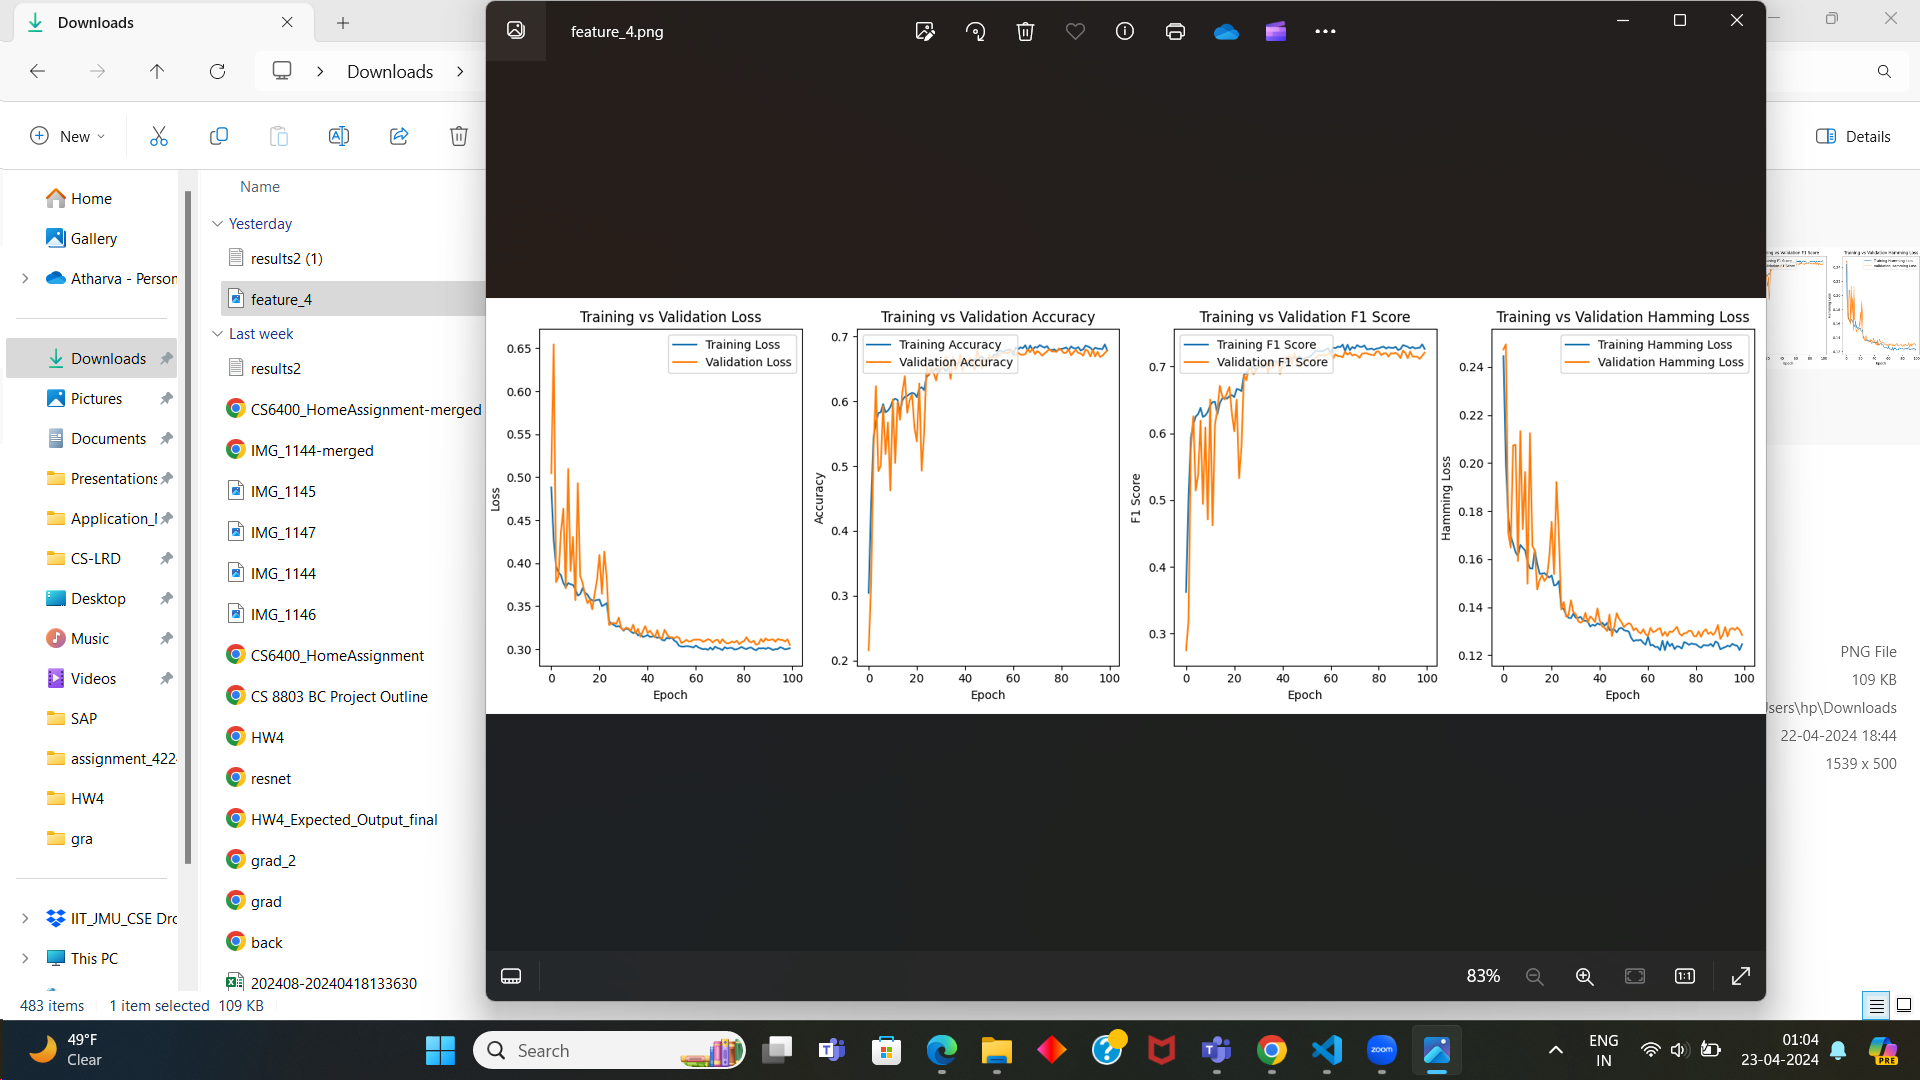 Downloads
feature_4.png
Downloads
New
Details
Home
Gallery
Atharva - Person
Downloads
Pictures
Documents
Presentations
CS-LRD
Desktop
Music
Videos
SAP
assignment_422
HW4
gra
IIT_JMU_CSE Dro
This PC
Name
Yesterday
results2 (1)
feature_4
Last week
results2
CS6400_HomeAssignment-merged
IMG_1144-merged
IMG_1145
IMG_1147
IMG_1144
IMG_1146
CS6400_HomeAssignment
CS 8803 BC Project Outline
HW4
resnet
HW4_Expected_Output_final
grad_2
grad
back
202408-20240418133630
483 items 1 item selected 109 KB
Training vs Validation Loss
Training Loss
Validation Loss
0.65
0.60
0.55
0.50
0.45
0.40
0.35
0.30
Loss
0 20 40 60 80 100
Epoch
Training vs Validation Accuracy
Training Accuracy
Validation Accuracy
0.7
0.6
0.5
0.4
0.3
0.2
Accuracy
0 20 40 60 80 100
Epoch
Training vs Validation F1 Score
Training F1 Score
Validation F1 Score
0.7
0.6
0.5
0.4
0.3
F1 Score
0 20 40 60 80 100
Epoch
Training vs Validation Hamming Loss
Training Hamming Loss
Validation Hamming Loss
0.24
0.22
0.20
0.18
0.16
0.14
0.12
Hamming Loss
0 20 40 60 80 100
Epoch
83%
1:1
PNG File
109 KB
sers\hp\Downloads
22-04-2024 18:44
1539 x 500
49°F
Clear
Search
zoom
ENG
IN
01:04
23-04-2024
PRE